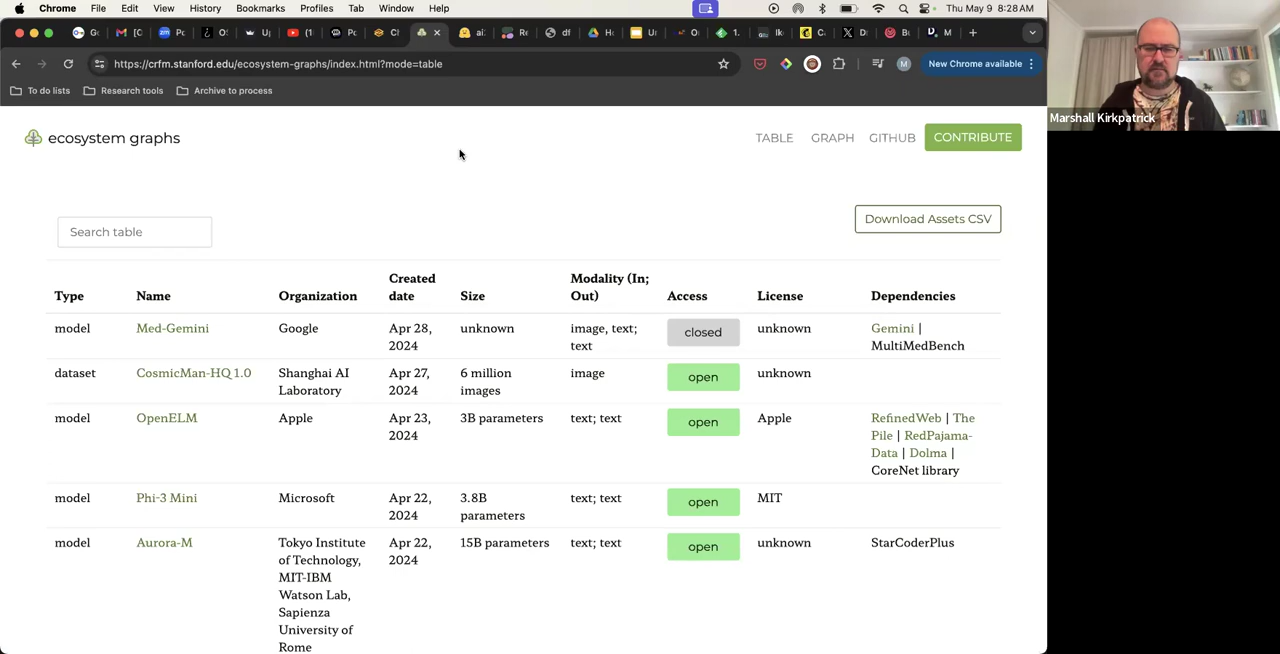 Chrome File Edit View History Bookmarks Profiles Tab Window Help Thu May 9 8:28 AM
https://crfm.stanford.edu/ecosystem-graphs/index.html?mode=table
New Chrome available
To do lists Research tools Archive to diversity
Marshall Kirkpatrick
ecosystem graphs
TABLE GRAPH GITHUB CONTRIBUTE
Search table
Download Assets CSV
Type Name Organization Created date Size Modality (In; Out) Access License Dependencies
model Med-Gemini Google Apr 28, 2024 unknown image, text; text closed unknown Gemini | MultiMedBench
dataset CosmicMan-HQ 1.0 Shanghai AI Laboratory Apr 27, 2024 6 million images image open unknown
model OpenELM Apple Apr 23, 2024 3B parameters text; text open Apple RefinedWeb | The Pile | RedPajama-Data | Dolma | CoreNet library
model Phi-3 Mini Microsoft Apr 22, 2024 3.8B parameters text; text open MIT
model Aurora-M Tokyo Institute of Technology, MIT-IBM Watson Lab, Sapienza University of Rome Apr 22, 2024 15B parameters text; text open unknown StarCoderPlus